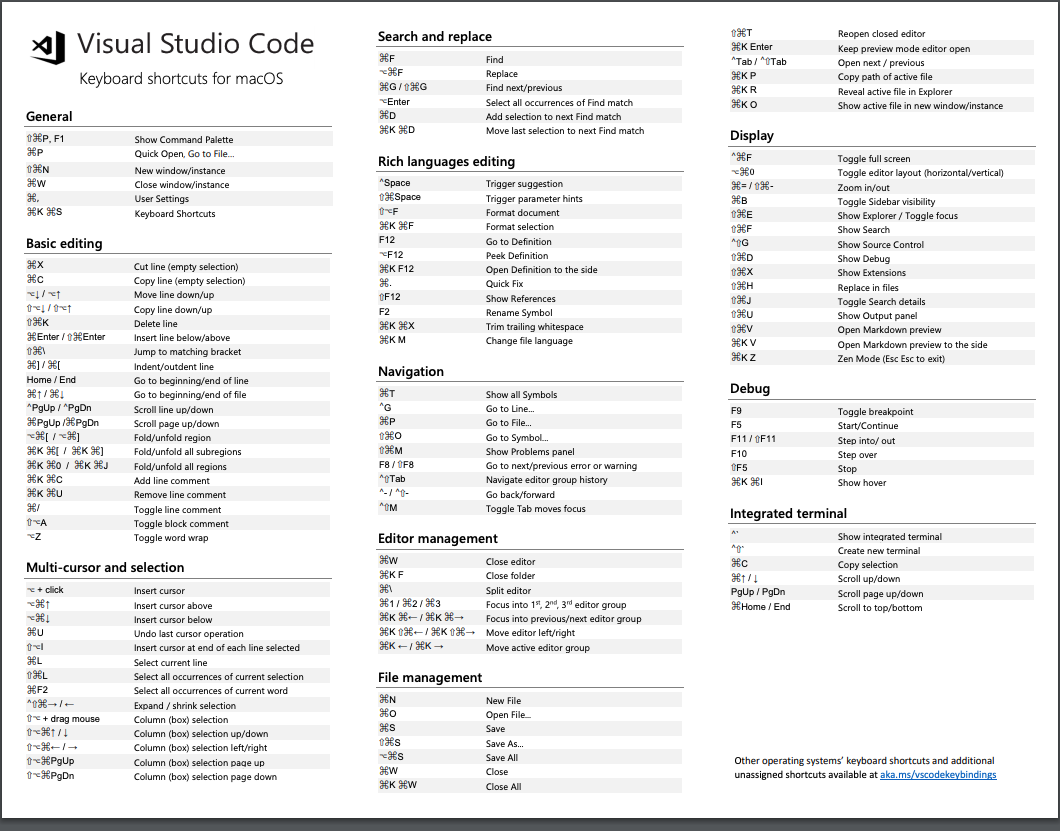 Visual Studio Code
Keyboard shortcuts for macOS
General
⇧⌘P, F1 Show Command Palette
⌘P Quick Open, Go to File…
⇧⌘N New window/instance
⌘W Close window/instance
⌘, User Settings
⌘K ⌘S Keyboard Shortcuts
Basic editing
⌘X Cut line (empty selection)
⌘C Copy line (empty selection)
⌥↓ / ⌥↑ Move line down/up
⇧⌥↓ / ⇧⌥↑ Copy line down/up
⇧⌘K Delete line
⌘Enter / ⇧⌘Enter Insert line below/above
⇧⌘\ Jump to matching bracket
⌘] / ⌘[ Indent/outdent line
Home / End Go to beginning/end of line
⌘↑ / ⌘↓ Go to beginning/end of file
^PgUp / ^PgDn Scroll line up/down
⌘PgUp /⌘PgDn Scroll page up/down
⌥⌘[ / ⌥⌘] Fold/unfold region
⌘K ⌘[ / ⌘K ⌘] Fold/unfold all subregions
⌘K ⌘0 / ⌘K ⌘J Fold/unfold all regions
⌘K ⌘C Add line comment
⌘K ⌘U Remove line comment
⌘/ Toggle line comment
⇧⌥A Toggle block comment
⌥Z Toggle word wrap
Multi-cursor and selection
⌥ + click Insert cursor
⌥⌘↑ Insert cursor above
⌥⌘↓ Insert cursor below
⌘U Undo last cursor operation
⇧⌥I Insert cursor at end of each line selected
⌘L Select current line
⇧⌘L Select all occurrences of current selection
⌘F2 Select all occurrences of current word
^⇧⌘→ / ← Expand / shrink selection
⇧⌥ + drag mouse Column (box) selection
⇧⌥⌘↑ / ↓ Column (box) selection up/down
⇧⌥⌘← / → Column (box) selection left/right
⇧⌥⌘PgUp Column (box) selection page up
⇧⌥⌘PgDn Column (box) selection page down
Search and replace
⌘F Find
⌥⌘F Replace
⌘G / ⇧⌘G Find next/previous
⌥Enter Select all occurrences of Find match
⌘D Add selection to next Find match
⌘K ⌘D Move last selection to next Find match
Rich languages editing
^Space Trigger suggestion
⇧⌘Space Trigger parameter hints
⇧⌥F Format document
⌘K ⌘F Format selection
F12 Go to Definition
⌥F12 Peek Definition
⌘K F12 Open Definition to the side
⌘. Quick Fix
⇧F12 Show References
F2 Rename Symbol
⌘K ⌘X Trim trailing whitespace
⌘K M Change file language
Navigation
⌘T Show all Symbols
^G Go to Line…
⌘P Go to File…
⇧⌘O Go to Symbol…
⇧⌘M Show Problems panel
F8 / ⇧F8 Go to next/previous error or warning
^⇧Tab Navigate editor group history
^- / ^⇧- Go back/forward
^⇧M Toggle Tab moves focus
Editor management
⌘W Close editor
⌘K F Close folder
⌘\ Split editor
⌘1 / ⌘2 / ⌘3 Focus into 1st, 2nd, 3rd editor group
⌘K ⌘← / ⌘K ⌘→ Focus into previous/next editor group
⌘K ⇧⌘← / ⌘K ⇧⌘→ Move editor left/right
⌘K ← / ⌘K → Move active editor group
File management
⌘N New File
⌘O Open File…
⌘S Save
⇧⌘S Save As…
⌥⌘S Save All
⌘W Close
⌘K ⌘W Close All
⇧⌘T Reopen closed editor
⌘K Enter Keep preview mode editor open
^Tab / ^⇧Tab Open next / previous
⌘K P Copy path of active file
⌘K R Reveal active file in Explorer
⌘K O Show active file in new window/instance
Display
^⌘F Toggle full screen
⌥⌘0 Toggle editor layout (horizontal/vertical)
⌘= / ⇧⌘- Zoom in/out
⌘B Toggle Sidebar visibility
⇧⌘E Show Explorer / Toggle focus
⇧⌘F Show Search
^⇧G Show Source Control
⇧⌘D Show Debug
⇧⌘X Show Extensions
⇧⌘H Replace in files
⇧⌘J Toggle Search details
⇧⌘U Show Output panel
⇧⌘V Open Markdown preview
⌘K V Open Markdown preview to the side
⌘K Z Zen Mode (Esc Esc to exit)
Debug
F9 Toggle breakpoint
F5 Start/Continue
F11 / ⇧F11 Step into/ out
F10 Step over
⇧F5 Stop
⌘K ⌘I Show hover
Integrated terminal
^` Show integrated terminal
^⇧` Create new terminal
⌘C Copy selection
⌘↑ / ↓ Scroll up/down
PgUp / PgDn Scroll page up/down
⌘Home / End Scroll to top/bottom
Other operating systems’ keyboard shortcuts and additional
unassigned shortcuts available at aka.ms/vscodekeybindings